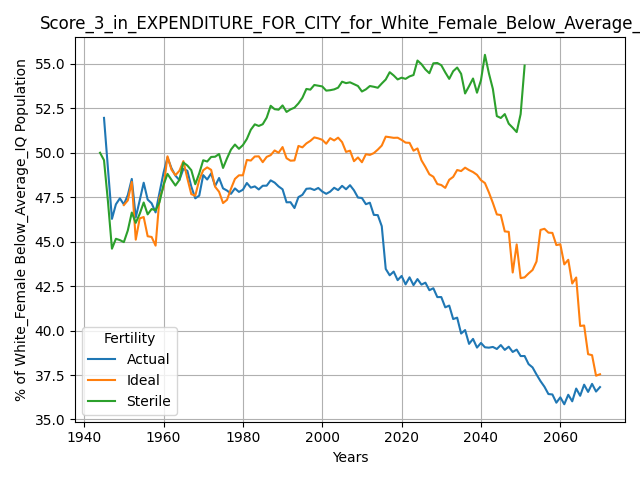 Score_3_in_EXPENDITURE_FOR_CITY_for_White_Female_Below_Average_
% of White_Female Below_Average_IQ Population
55.0
52.5
50.0
47.5
45.0
42.5
40.0
37.5
35.0
Fertility
Actual
Ideal
Sterile
1940 1960 1980 2000 2020 2040 2060
Years